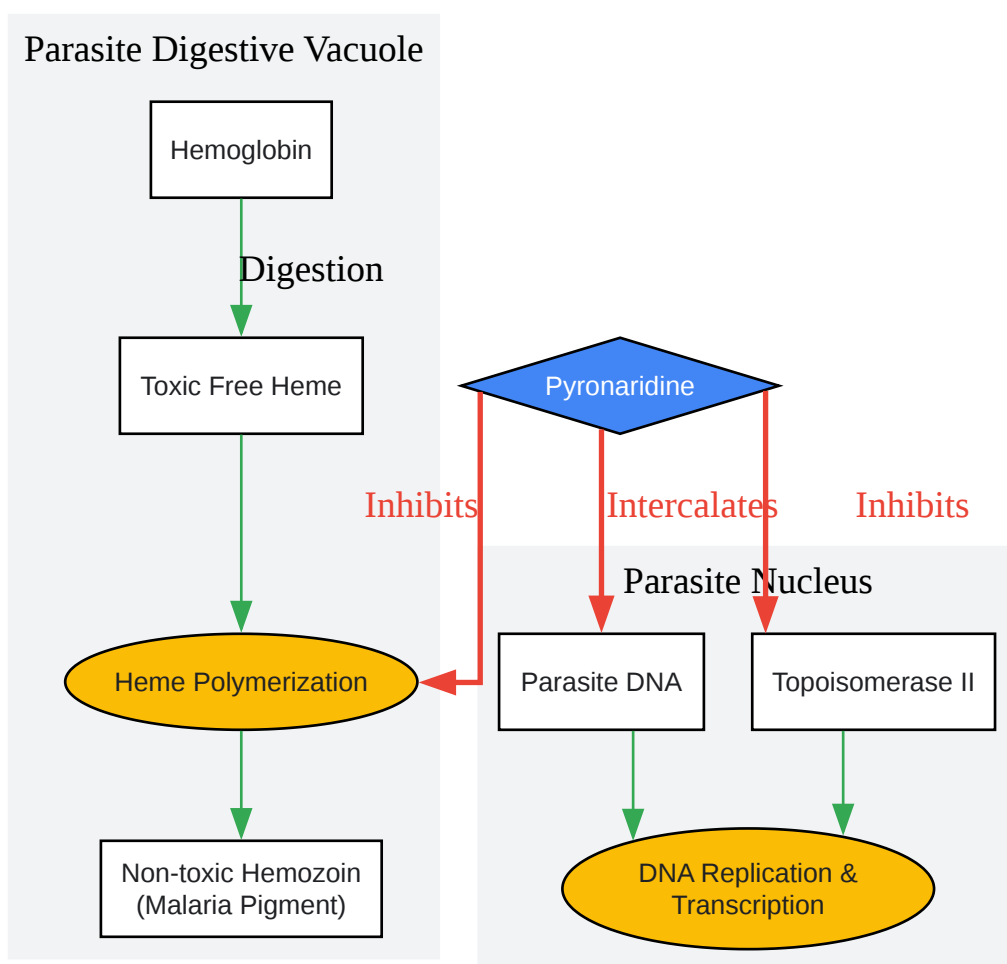 Parasite Digestive Vacuole
Hemoglobin
Digestion
Toxic Free Heme
Pyronaridine
Inhibits
Intercalates
Inhibits
Parasite Nucleus
Heme Polymerization
Parasite DNA
Topoisomerase II
Non-toxic Hemozoin
(Malaria Pigment)
DNA Replication &
Transcription